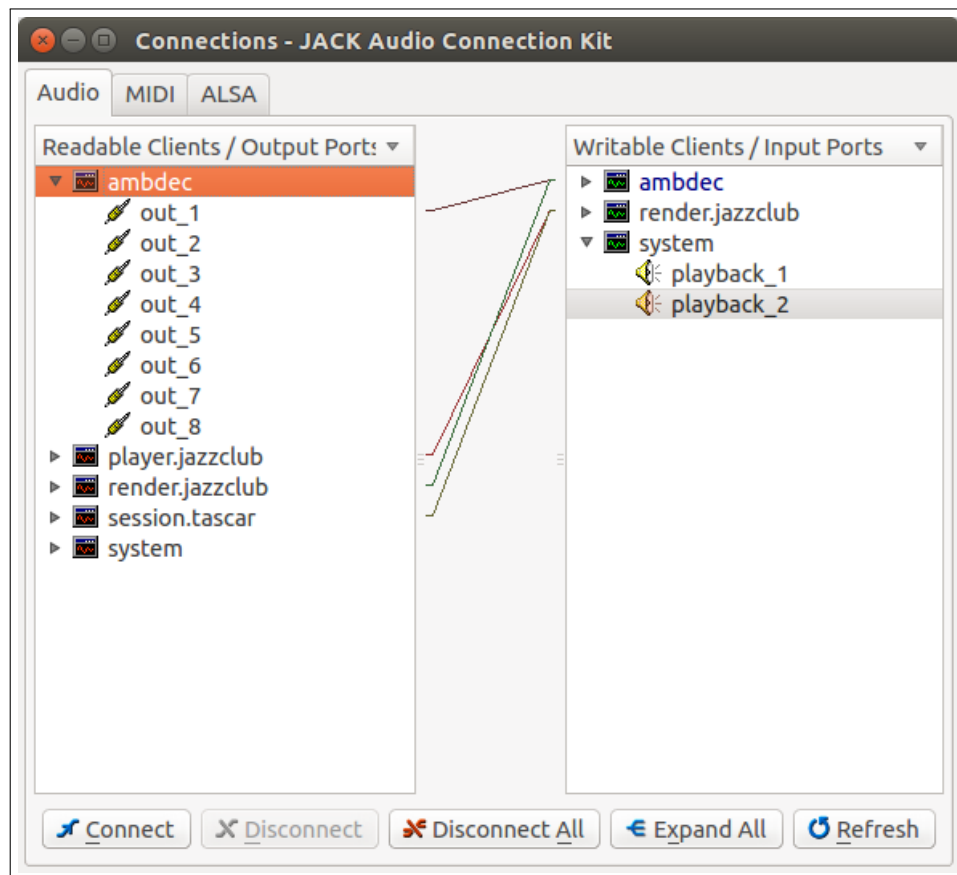 Connections - JACK Audio Connection Kit
Audio MIDI ALSA
Readable Clients / Output Ports
ambdec
out_1
out_2
out_3
out_4
out_5
out_6
out_7
out_8
player.jazzclub
render.jazzclub
session.tascar
system
Writable Clients / Input Ports
ambdec
render.jazzclub
system
playback_1
playback_2
Connect Disconnect Disconnect All Expand All Refresh